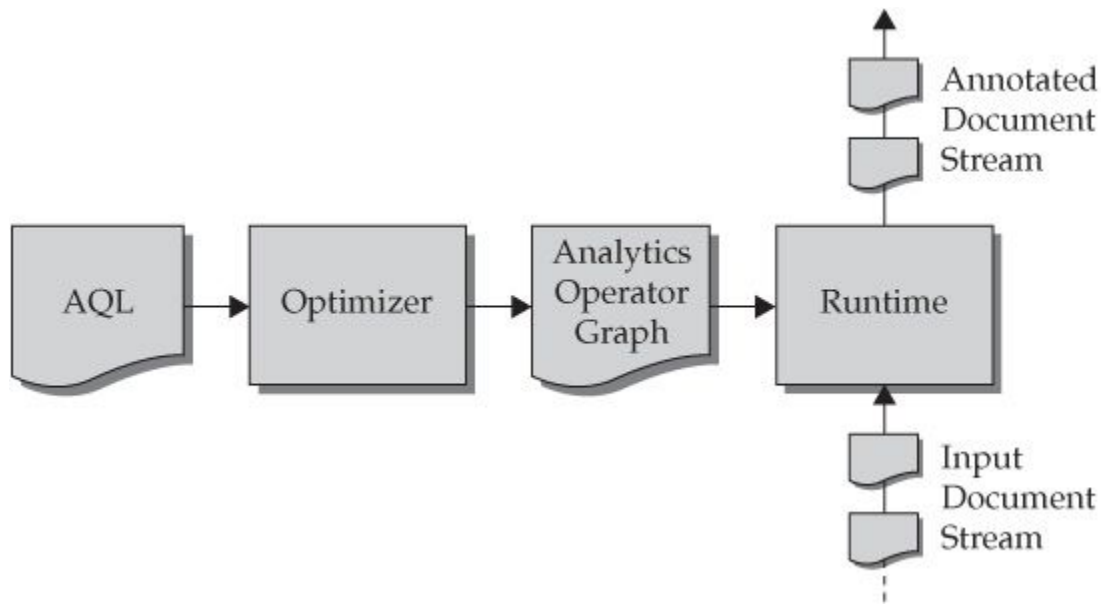 Annotated
Document
Stream
AQL
Optimizer
Analytics
Operator
Graph
Runtime
Input
Document
Stream